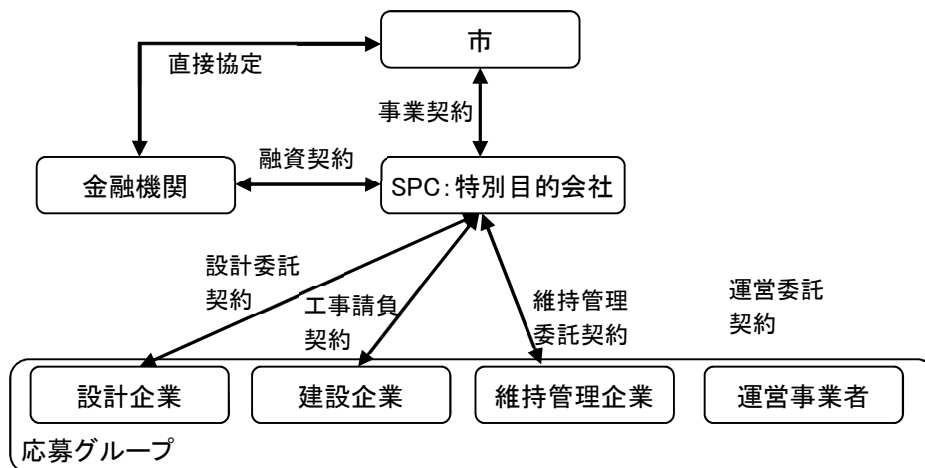 市
直接協定
事業契約
融資契約
金融機関
SPC:特別目的会社
設計委託
契約
工事請負
契約
維持管理
委託契約
運営委託
契約
設計企業
建設企業
維持管理企業
運営事業者
応募グループ